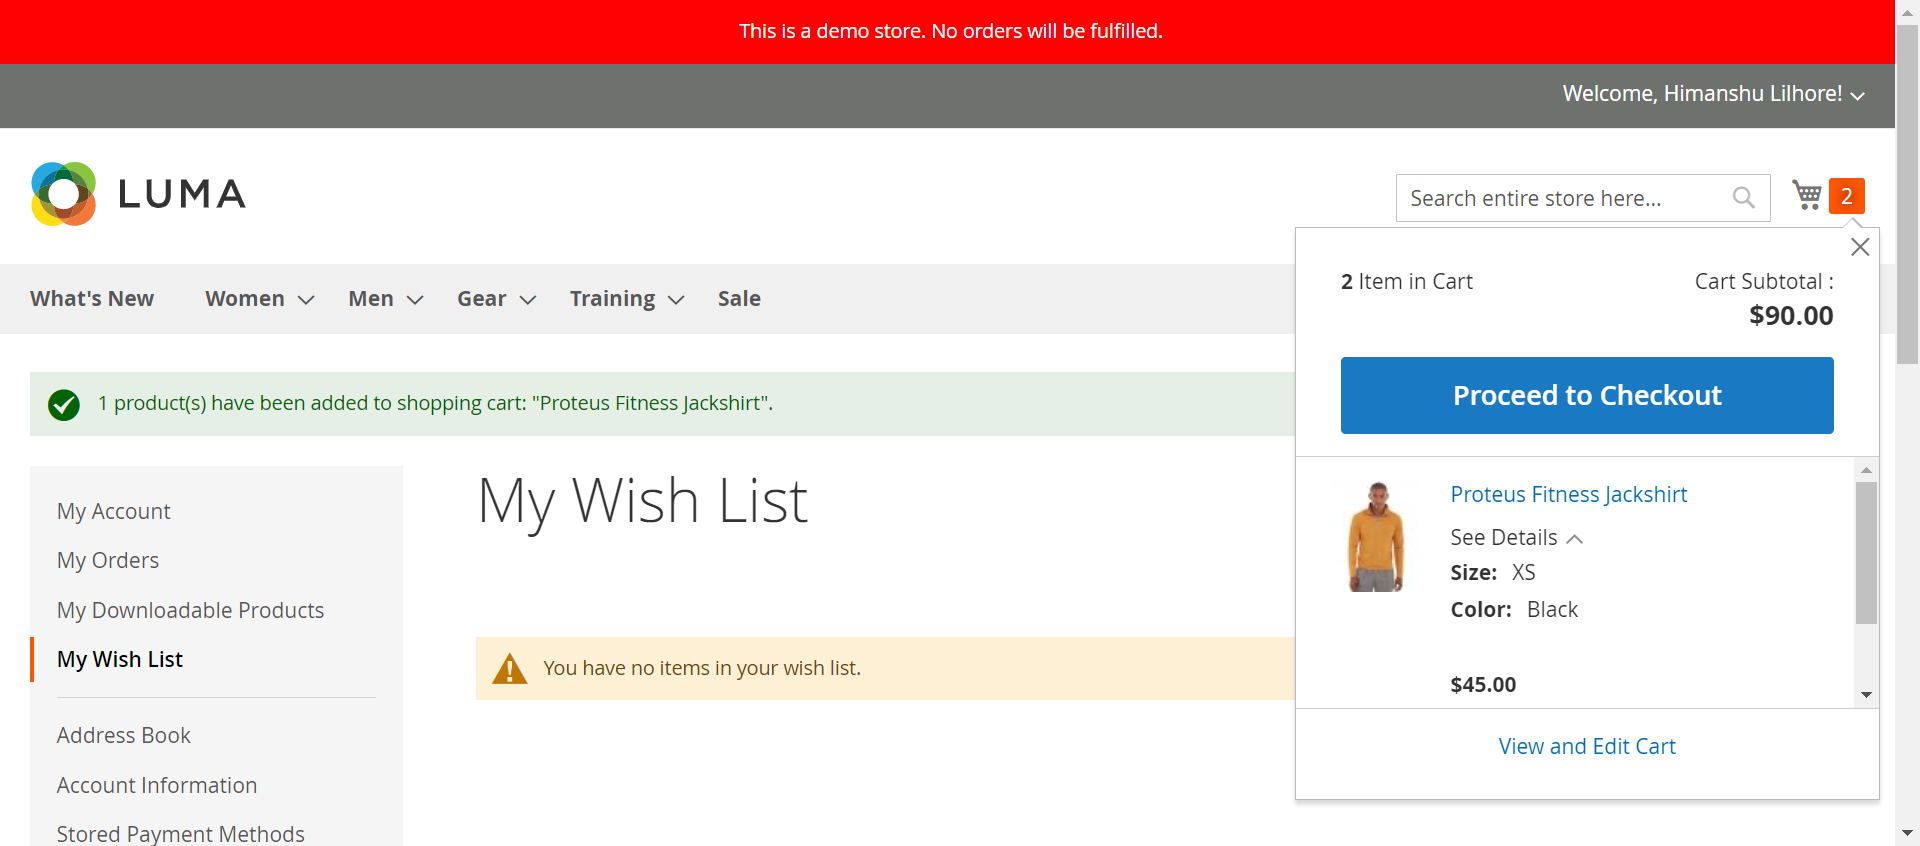 This is a demo store. No orders will be fulfilled.
Welcome, Himanshu Lilhore!
LUMA
Search entire store here...
2
What's New Women Men Gear Training Sale
2 Item in Cart
Cart Subtotal :
$90.00
Proceed to Checkout
1 product(s) have been added to shopping cart: "Proteus Fitness Jackshirt".
My Account
My Orders
My Downloadable Products
My Wish List
Address Book
Account Information
Stored Payment Methods
My Wish List
You have no items in your wish list.
Proteus Fitness Jackshirt
See Details
Size: XS
Color: Black
$45.00
View and Edit Cart